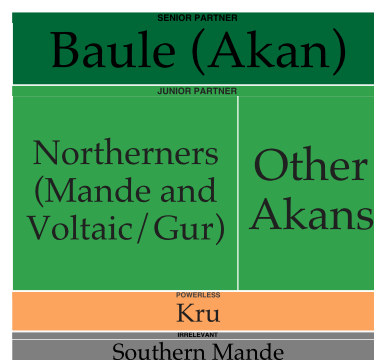 SENIOR PARTNER
Baule (Akan)
JUNIOR PARTNER
Northerners
(Mande and
Voltaic/Gur)
Other
Akans
POWERLESS
Kru
IRRELEVANT
Southern Mande